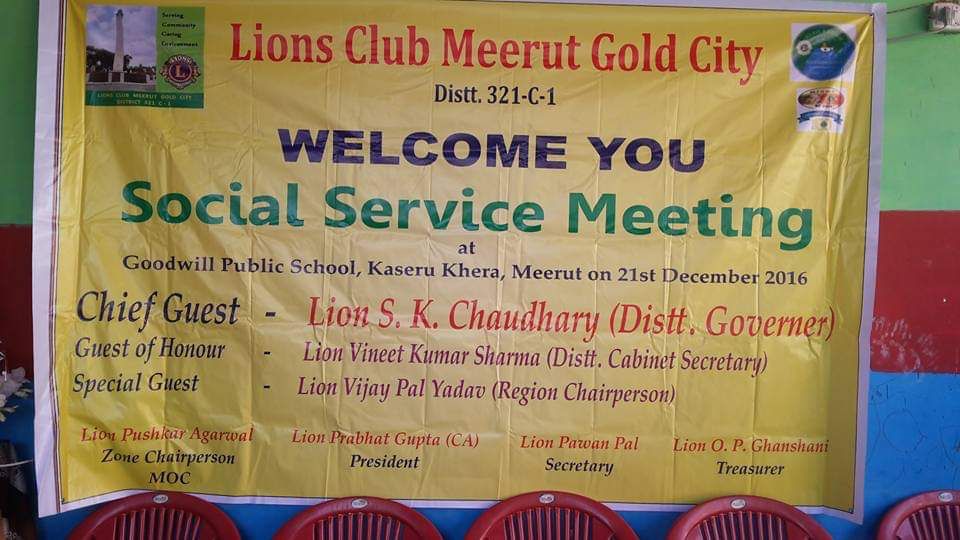 Serving
Community
Caring
Environment
LIONS CLUB MEERUT GOLD CITY
DISTRICT 321 C-1
Lions Club Meerut Gold City
Distt. 321-C-1
WELCOME YOU
Social Service Meeting
at
Goodwill Public School, Kaseru Khera, Meerut on 21st December 2016
Chief Guest - Lion S. K. Chaudhary (Distt. Governer)
Guest of Honour - Lion Vineet Kumar Sharma (Distt. Cabinet Secretary)
Special Guest - Lion Vijay Pal Yadav (Region Chairperson)
Lion Pushkar Agarwal
Zone Chairperson
MOC
Lion Prabhat Gupta (CA)
President
Lion Pawan Pal
Secretary
Lion O. P. Ghanshani
Treasurer